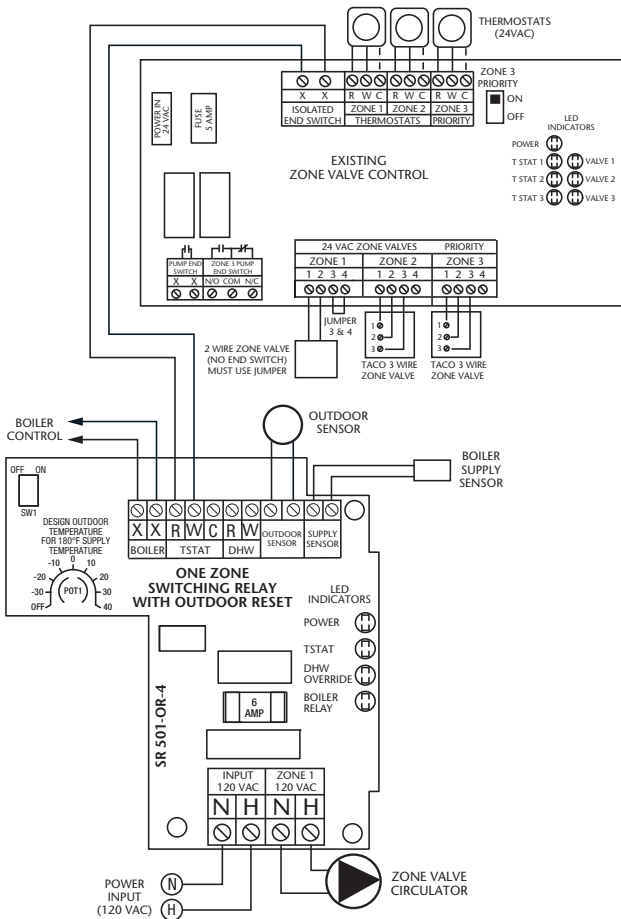 THERMOSTATS
(24VAC)
X X R W C R W C R W C
ISOLATED
END SWITCH
ZONE 1 ZONE 2 ZONE 3
THERMOSTATS PRIORITY
ZONE 3
PRIORITY
ON
OFF
POWER IN
24 VAC
FUSE
5 AMP
LED
INDICATORS
POWER
T STAT 1 VALVE 1
T STAT 2 VALVE 2
T STAT 3 VALVE 3
EXISTING
ZONE VALVE CONTROL
PUMP END
SWITCH
X X
ZONE 3 PUMP
END SWITCH
N/O COM N/C
24 VAC ZONE VALVES PRIORITY
ZONE 1 ZONE 2 ZONE 3
1 2 3 4 1 2 3 4 1 2 3 4
JUMPER
3 & 4
2 WIRE ZONE VALVE
(NO END SWITCH)
MUST USE JUMPER
1
2
3
TACO 3 WIRE
ZONE VALVE
1
2
3
TACO 3 WIRE
ZONE VALVE
BOILER
CONTROL
OUTDOOR
SENSOR
BOILER
SUPPLY
SENSOR
OFF ON
SW1
DESIGN OUTDOOR
TEMPERATURE
FOR 180°F SUPPLY
TEMPERATURE
-10 0 10
-20 20
-30 30
OFF 40
POT1
X X R W C R W
BOILER TSTAT DHW
OUTDOOR
SENSOR
SUPPLY
SENSOR
ONE ZONE
SWITCHING RELAY
WITH OUTDOOR RESET
LED
INDICATORS
POWER
TSTAT
DHW
OVERRIDE
BOILER
RELAY
6
AMP
SR 501-OR-4
INPUT
120 VAC
ZONE 1
120 VAC
N H N H
POWER
INPUT
(120 VAC)
N
H
ZONE VALVE
CIRCULATOR